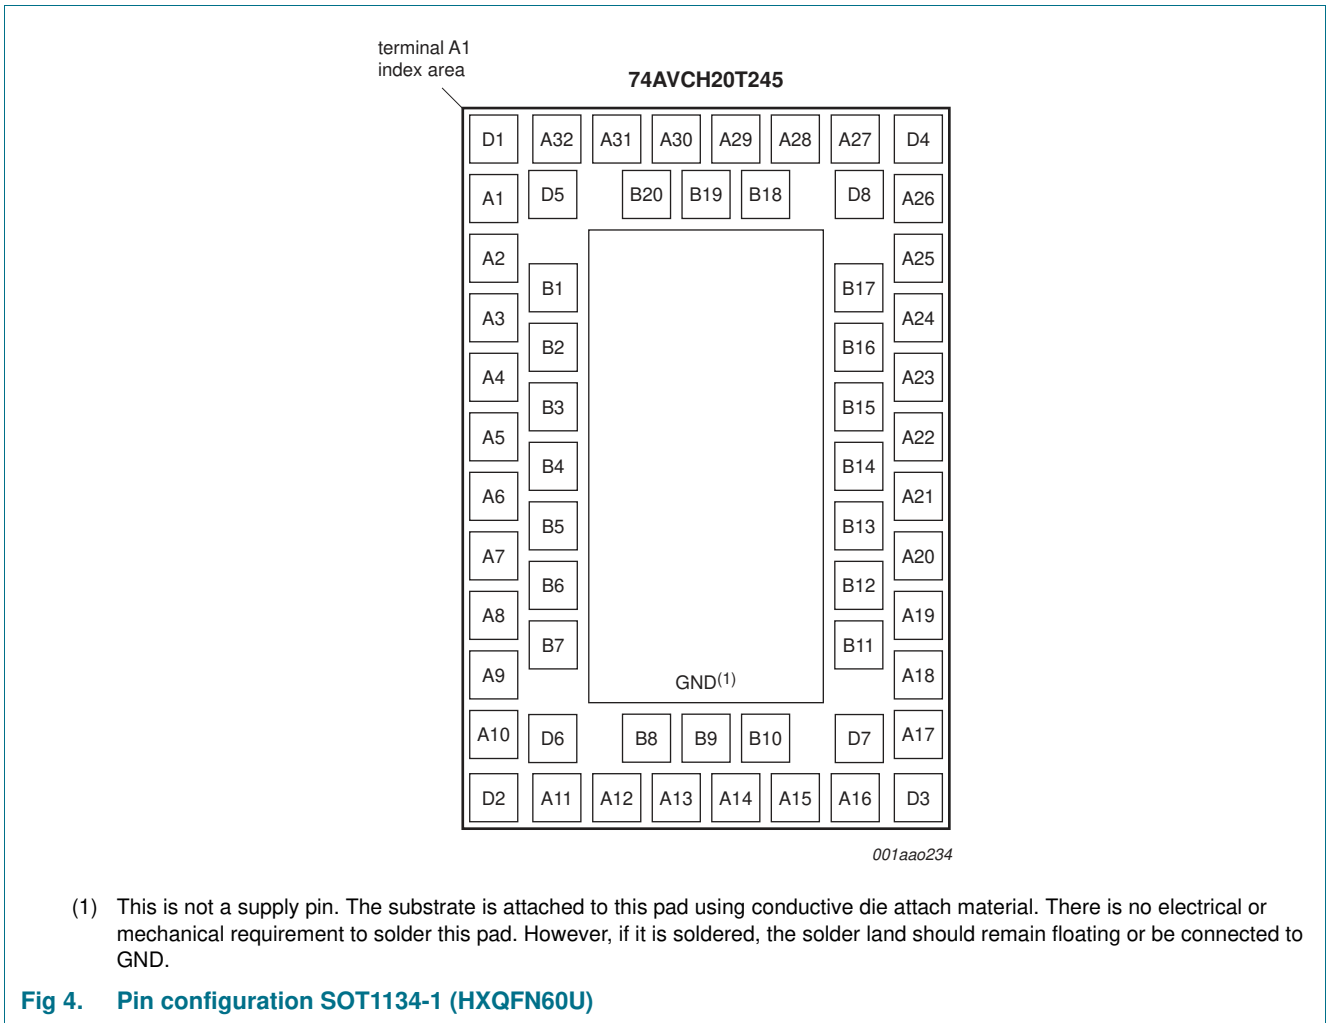 terminal A1
index area
74AVCH20T245
D1 A32 A31 A30 A29 A28 A27 D4
A1 D5 B20 B19 B18 D8 A26
A2 A25
B1 B17
A3 A24
B2 B16
A4 A23
B3 B15
A5 A22
B4 B14
A6 A21
B5 B13
A7 A20
B6 B12
A8 A19
B7 B11
A9 GND(1) A18
A10 D6 B8 B9 B10 D7 A17
D2 A11 A12 A13 A14 A15 A16 D3
001aao234
(1) This is not a supply pin. The substrate is attached to this pad using conductive die attach material. There is no electrical or
mechanical requirement to solder this pad. However, if it is soldered, the solder land should remain floating or be connected to
GND.
Fig 4. Pin configuration SOT1134-1 (HXQFN60U)